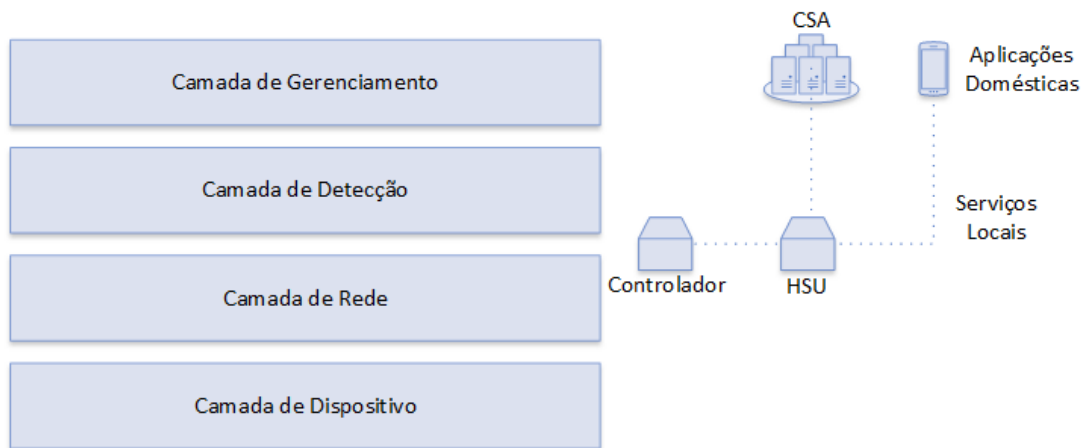 Camada de Gerenciamento
Camada de Detecção
Camada de Rede
Camada de Dispositivo
CSA
Aplicações
Domésticas
Serviços
Locais
Controlador
HSU